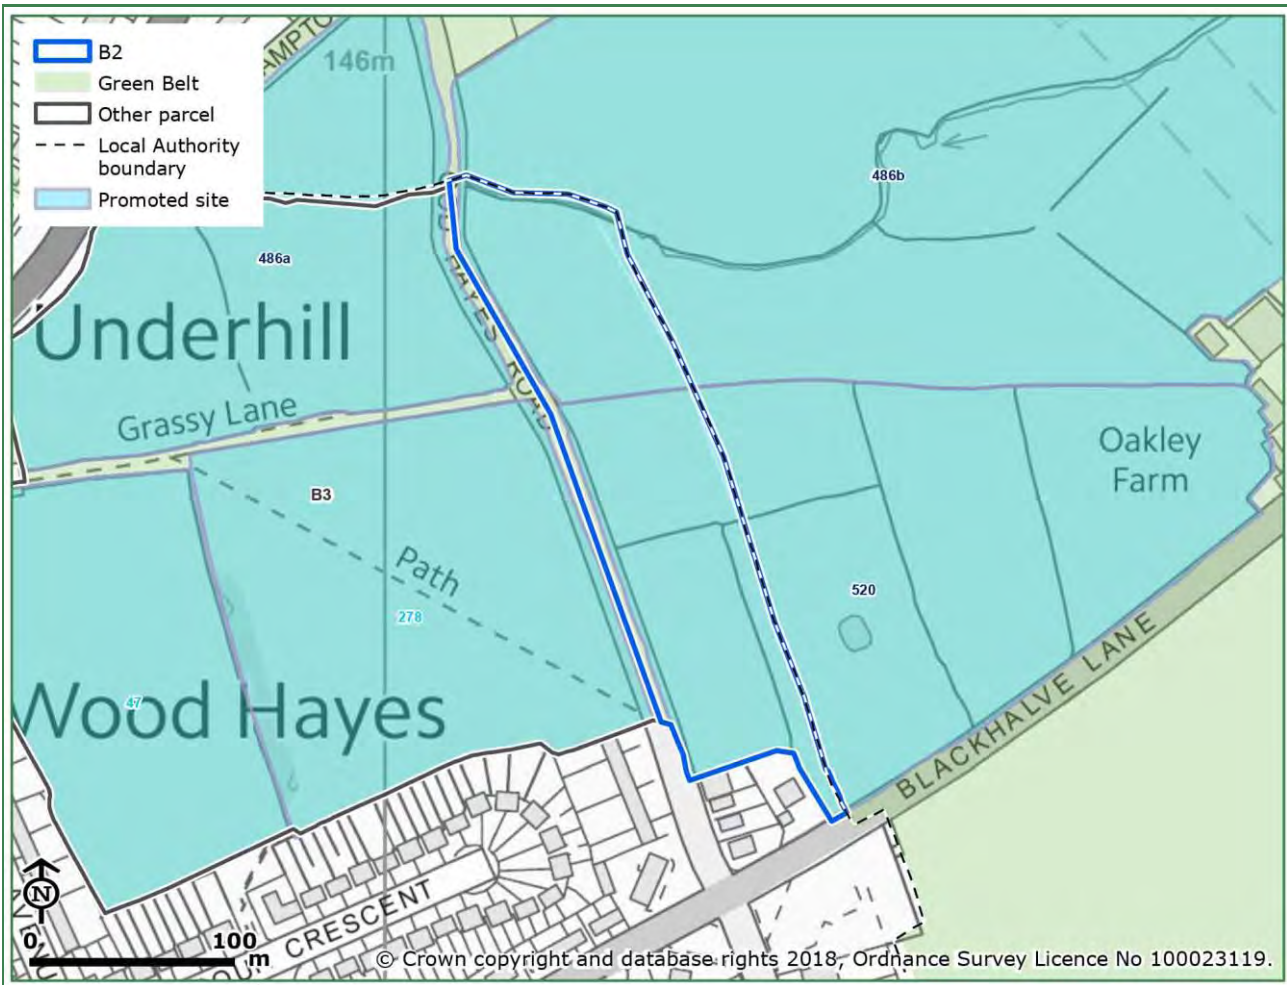 B2
Green Belt
Other parcel
Local Authority
boundary
Promoted site
146m
486b
486a
Underhill
Grassy Lane
ROAD
Oakley
Farm
B3
Path
278
520
47
Wood Hayes
BLACKHALVE LANE
CRESCENT
N
0 100
m
© Crown copyright and database rights 2018, Ordnance Survey Licence No 100023119.